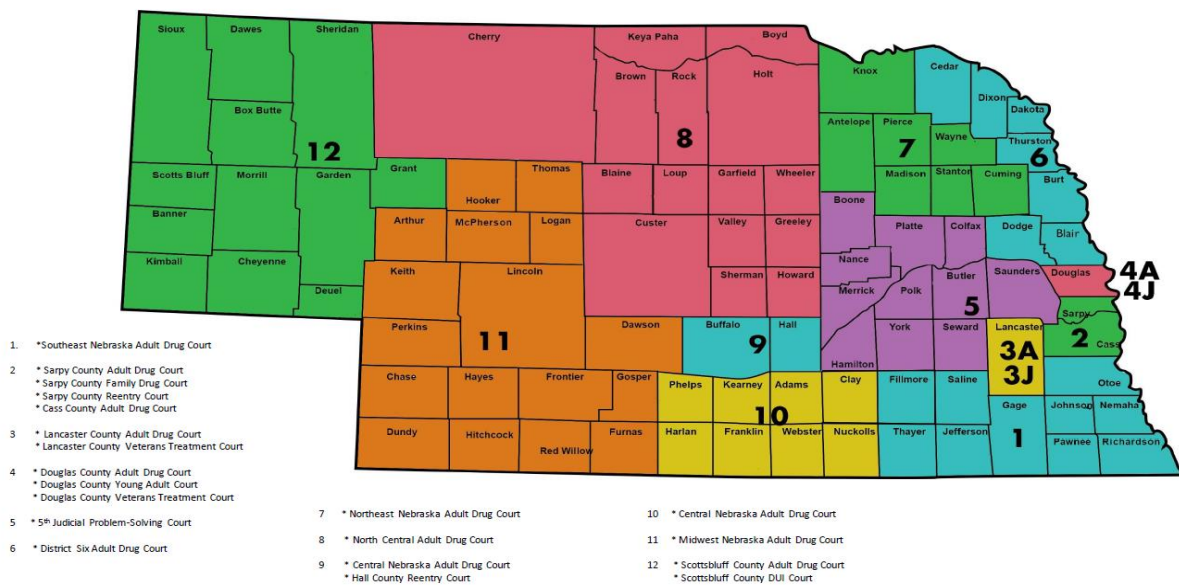 Sioux
Dawes
Sheridan
Cherry
Keya Paha
Boyd
Brown
Rock
Holt
Knox
Cedar
Dixon
Dakota
Box Butte
12
8
Antelope
Pierce
7
Wayne
Thurston
6
Scotts Bluff
Morrill
Garden
Grant
Hooker
Thomas
Blaine
Loup
Garfield
Wheeler
Madison
Stanton
Cuming
Burt
Banner
Arthur
McPherson
Logan
Custer
Valley
Greeley
Boone
Platte
Colfax
Dodge
Blair
Kimball
Cheyenne
Deuel
Keith
Lincoln
Sherman
Howard
Nance
Merrick
Polk
Butler
5
Saunders
Douglas
4A
4J
Perkins
11
Dawson
Buffalo
9
Hall
Hamilton
York
Seward
Lancaster
3A
3J
Sarpy
2
Cass
Chase
Hayes
Frontier
Gosper
Phelps
Kearney
Adams
10
Clay
Fillmore
Saline
Otoe
Dundy
Hitchcock
Red Willow
Furnas
Harlan
Franklin
Webster
Nuckolls
Thayer
Jefferson
Gage
1
Johnson
Nemaha
Pawnee
Richardson
1. *Southeast Nebraska Adult Drug Court
2 * Sarpy County Adult Drug Court
* Sarpy County Family Drug Court
* Sarpy County Reentry Court
* Cass County Adult Drug Court
3 * Lancaster County Adult Drug Court
* Lancaster County Veterans Treatment Court
4 * Douglas County Adult Drug Court
* Douglas County Young Adult Court
* Douglas County Veterans Treatment Court
5 * 5th Judicial Problem-Solving Court
6 * District Six Adult Drug Court
7 * Northeast Nebraska Adult Drug Court
8 * North Central Adult Drug Court
9 * Central Nebraska Adult Drug Court
* Hall County Reentry Court
10 * Central Nebraska Adult Drug Court
11 * Midwest Nebraska Adult Drug Court
12 * Scottsbluff County Adult Drug Court
* Scottsbluff County DUI Court